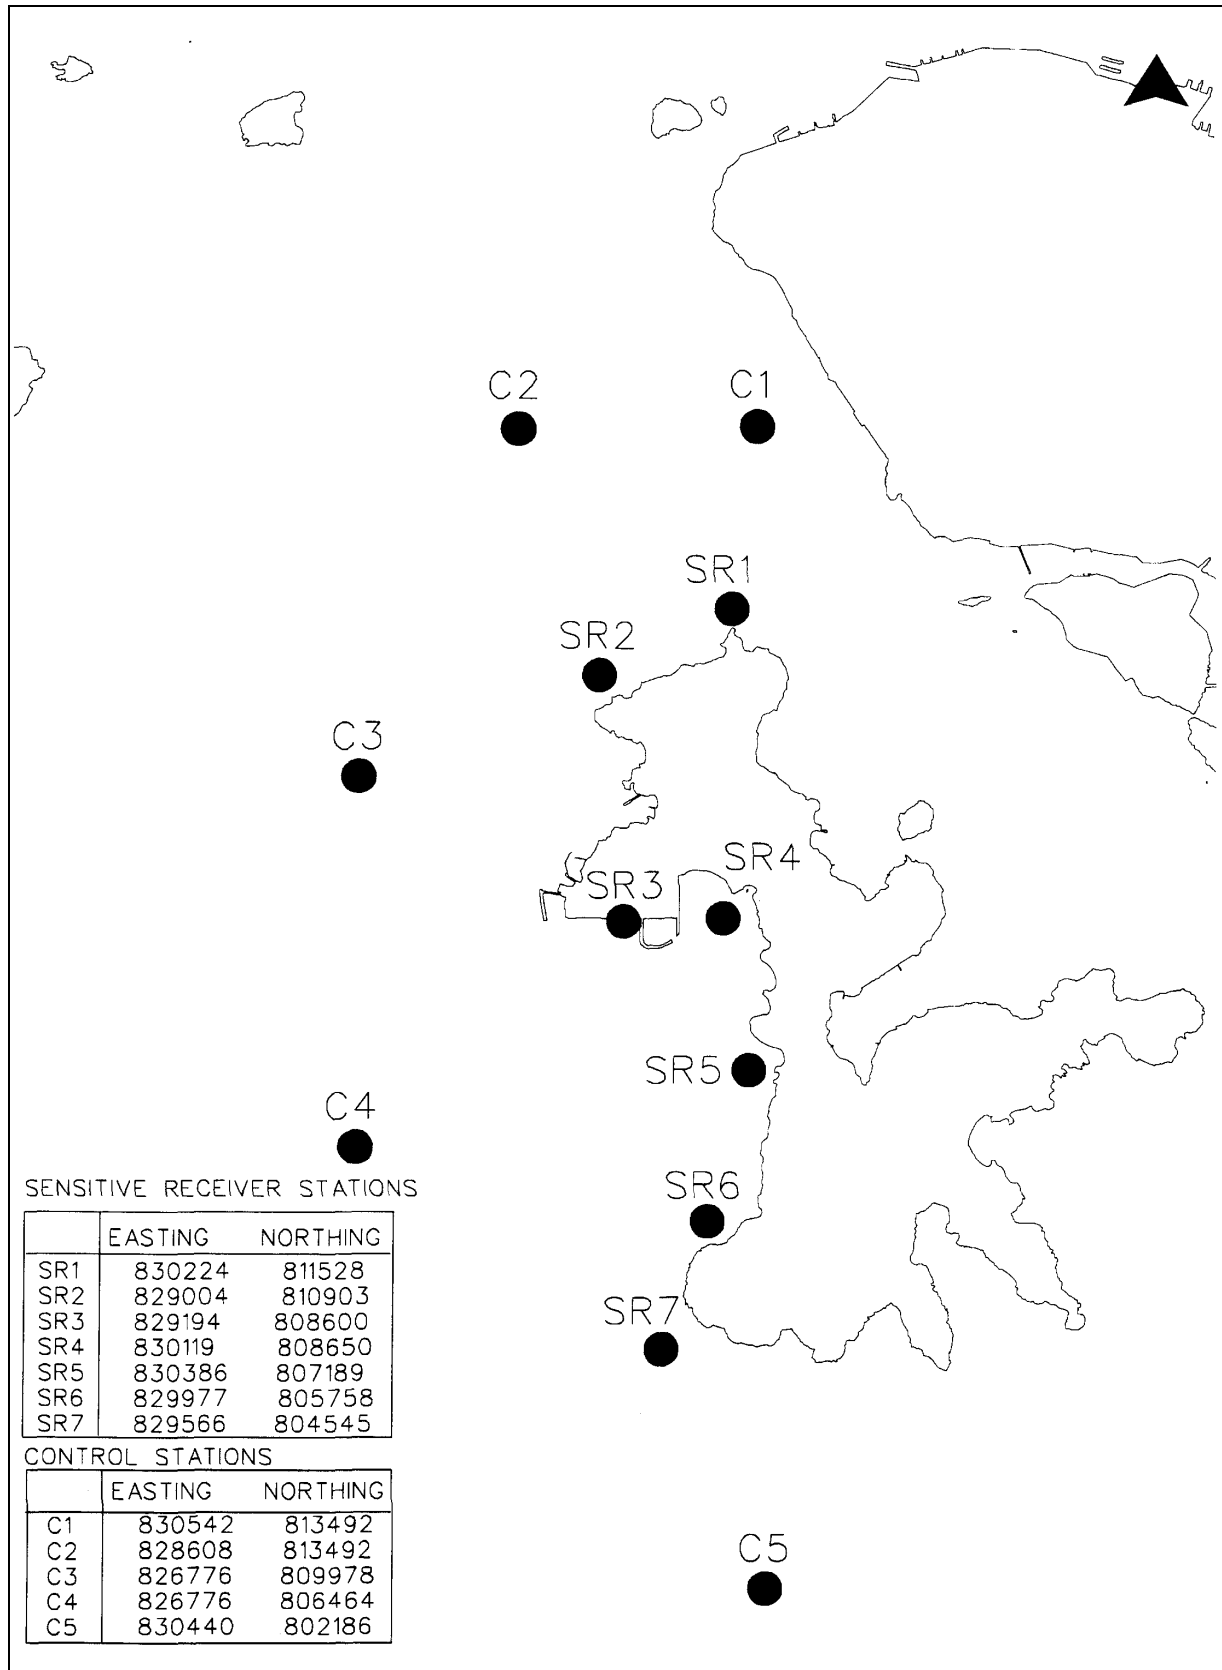 C2
C1
SR1
SR2
C3
SR4
SR3
SR5
C4
SR6
SR7
C5
SENSITIVE RECEIVER STATIONS
EASTING NORTHING
SR1 830224 811528
SR2 829004 810903
SR3 829194 808600
SR4 830119 808650
SR5 830386 807189
SR6 829977 805758
SR7 829566 804545
CONTROL STATIONS
EASTING NORTHING
C1 830542 813492
C2 828608 813492
C3 826776 809978
C4 826776 806464
C5 830440 802186